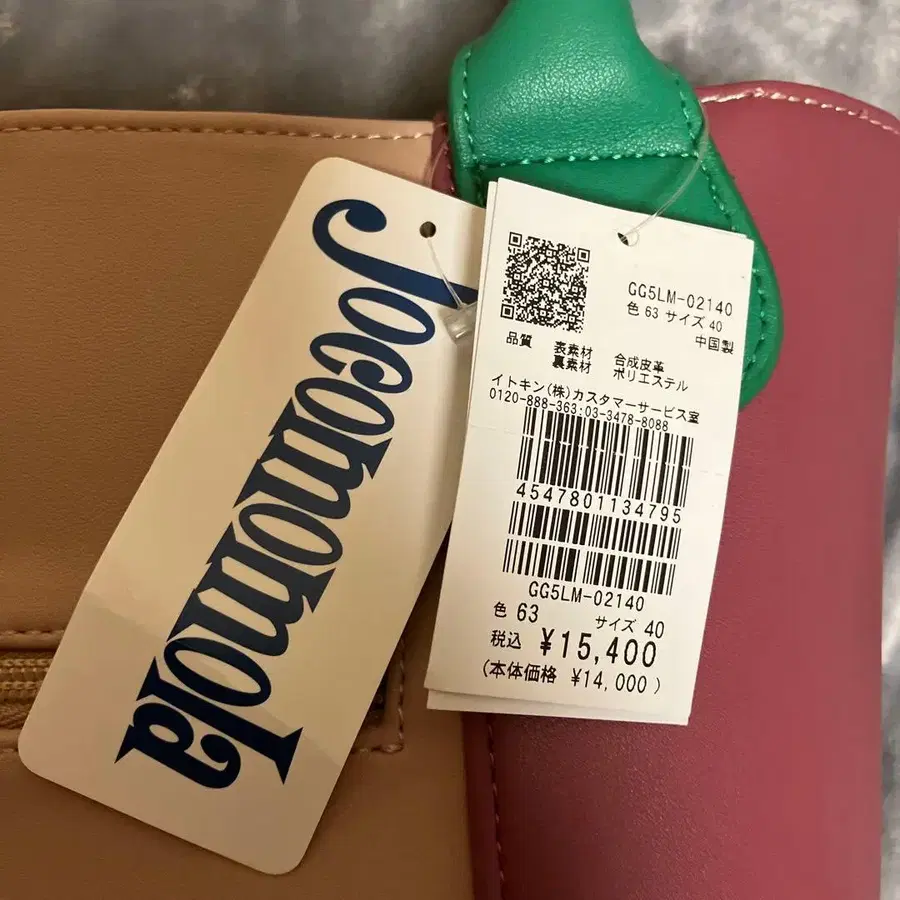 Jocomomola
GG5LM-02140
色 63 サイズ 40
中国製
品質 表素材 合成皮革
裏素材 ポリエステル
イトキン(株)カスタマーサービス室
0120-888-363:03-3478-8088
4547801134795
GG5LM-02140
色 63 サイズ 40
税込 ¥15,400
(本体価格 ¥14,000)